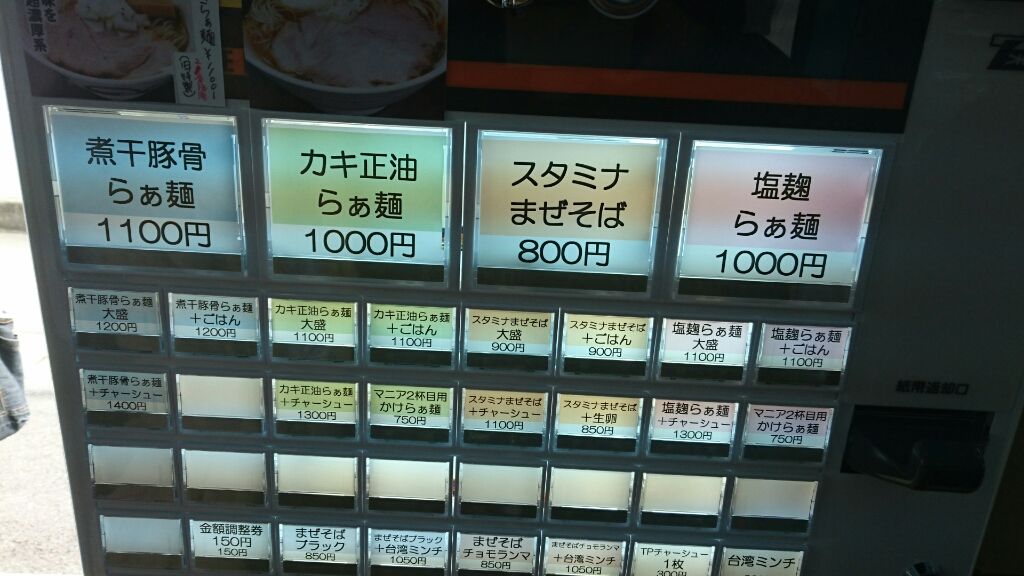 煮干豚骨
らぁ麺
1100円
カキ正油
らぁ麺
1000円
スタミナ
まぜそば
800円
塩麹
らぁ麺
1000円
煮干豚骨らぁ麺
大盛
1200円
煮干豚骨らぁ麺
+ごはん
1200円
カキ正油らぁ麺
大盛
1100円
カキ正油らぁ麺
+ごはん
1100円
スタミナまぜそば
大盛
900円
スタミナまぜそば
+ごはん
900円
塩麹らぁ麺
大盛
1100円
塩麹らぁ麺
+ごはん
1100円
煮干豚骨らぁ麺
+チャーシュー
1400円
カキ正油らぁ麺
+チャーシュー
1300円
マニア2杯目用
かけらぁ麺
750円
スタミナまぜそば
+チャーシュー
1100円
スタミナまぜそば
+生卵
850円
塩麹らぁ麺
+チャーシュー
1300円
マニア2杯目用
かけらぁ麺
750円
紙幣返却口
金額調整券
150円
150円
まぜそば
ブラック
850円
まぜそばブラック
+台湾ミンチ
1050円
まぜそば
チョモランマ
850円
まぜそばチョモランマ
+台湾ミンチ
1050円
TPチャーシュー
1枚
300円
台湾ミンチ